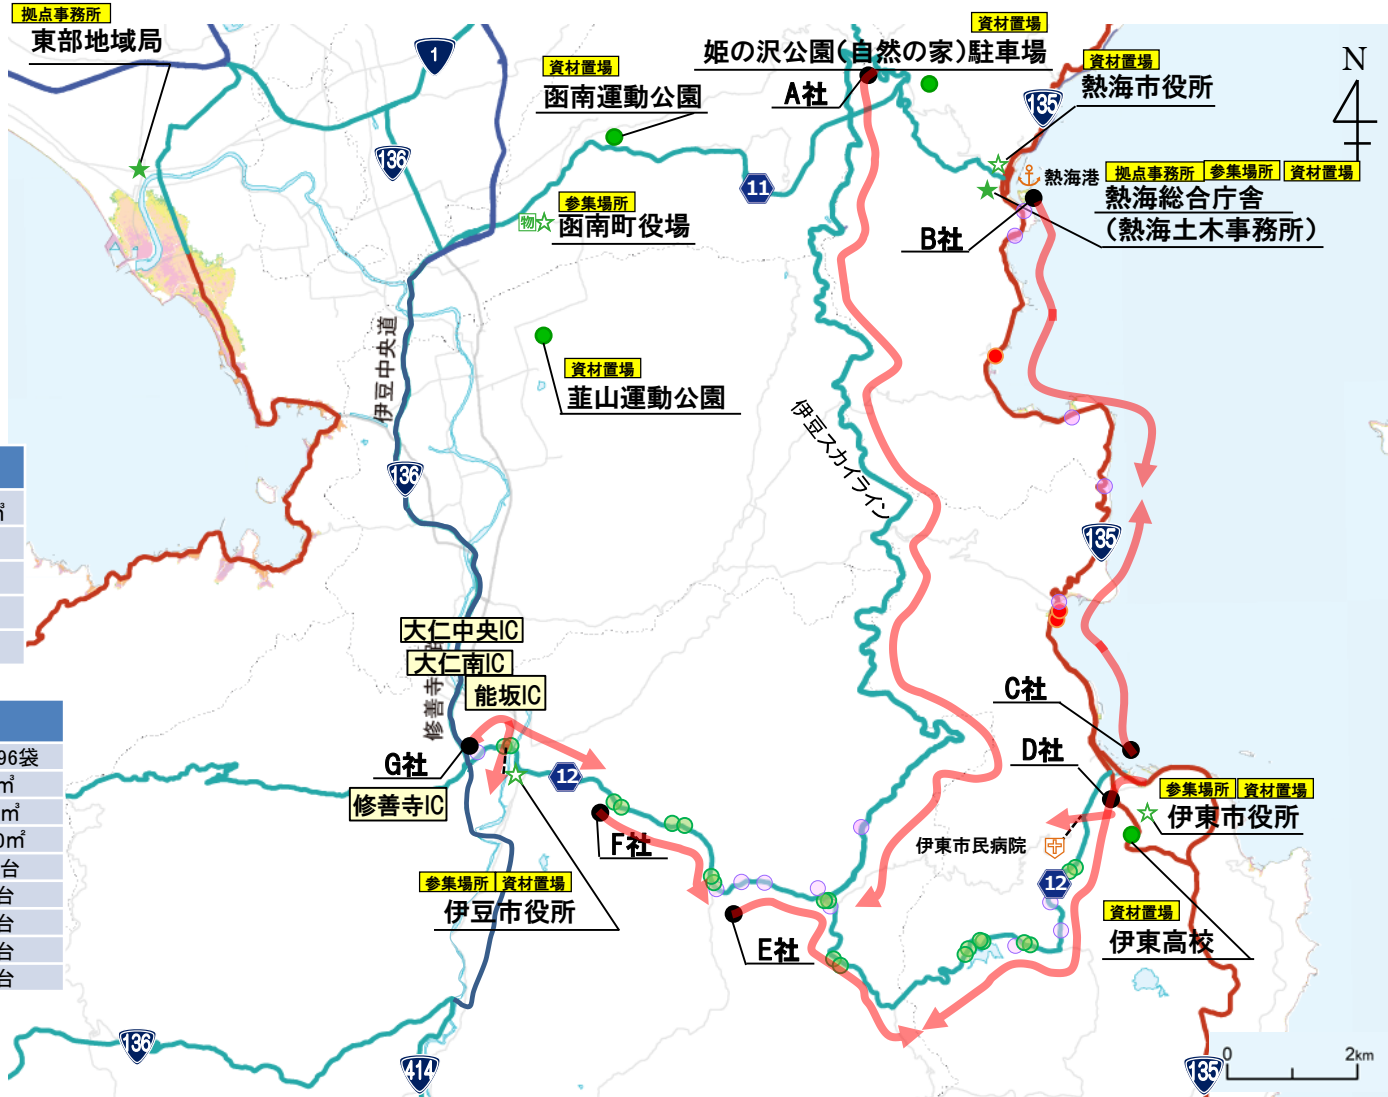 拠点事務所
東部地域局
1
資材置場
函南運動公園
136
資材置場
姫の沢公園(自然の家)駐車場
A社
資材置場
熱海市役所
135
N
熱海港
拠点事務所 参集場所 資材置場
熱海総合庁舎
(熱海土木事務所)
B社
11
参集場所
物
函南町役場
伊豆中央道
資材置場
韮山運動公園
伊豆スカイライン
136
135
㎥
大仁中央IC
大仁南IC
能坂IC
修善寺
G社
修善寺IC
12
C社
D社
参集場所 資材置場
伊東市役所
伊東市民病院
12
F社
参集場所 資材置場
伊豆市役所
E社
資材置場
伊東高校
96袋
㎥
㎥
0㎥
台
台
台
台
台
136
414
135
0 2km